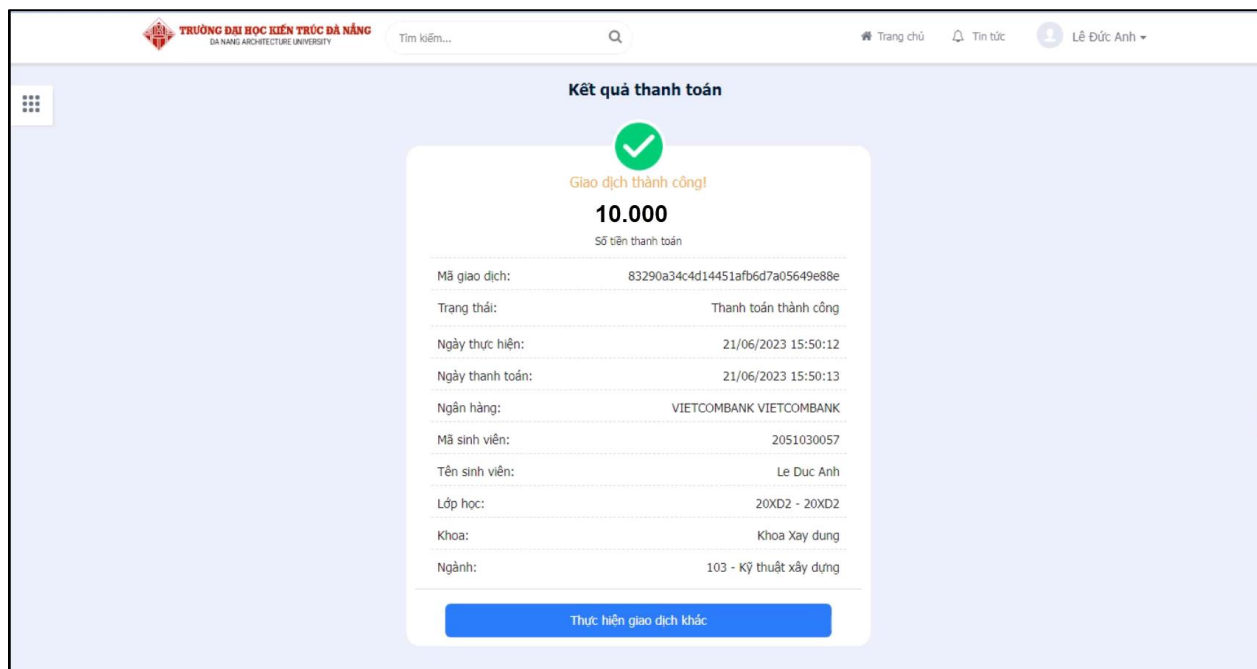 TRƯỜNG ĐẠI HỌC KIẾN TRÚC ĐÀ NẴNG
DA NANG ARCHITECTURE UNIVERSITY
Tìm kiếm...
Trang chủ
Tin tức
Lê Đức Anh
Kết quả thanh toán
Giao dịch thành công!
10.000
Số tiền thanh toán
Mã giao dịch: 83290a34c4d14451afb6d7a05649e88e
Trạng thái: Thanh toán thành công
Ngày thực hiện: 21/06/2023 15:50:12
Ngày thanh toán: 21/06/2023 15:50:13
Ngân hàng: VIETCOMBANK VIETCOMBANK
Mã sinh viên: 2051030057
Tên sinh viên: Le Duc Anh
Lớp học: 20XD2 - 20XD2
Khoa: Khoa Xay dung
Ngành: 103 - Kỹ thuật xây dựng
Thực hiện giao dịch khác